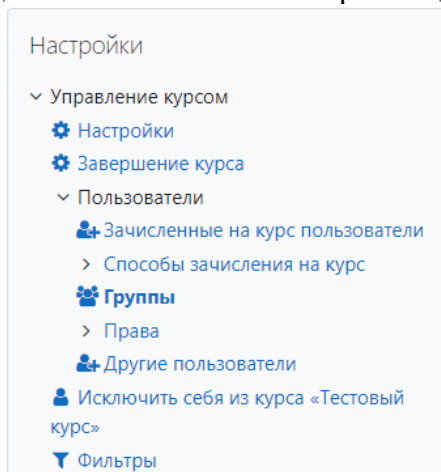 Настройки
Управление курсом
Настройки
Завершение курса
Пользователи
Зачисленные на курс пользователи
Способы зачисления на курс
Группы
Права
Другие пользователи
Исключить себя из курса «Тестовый
курс»
Фильтры